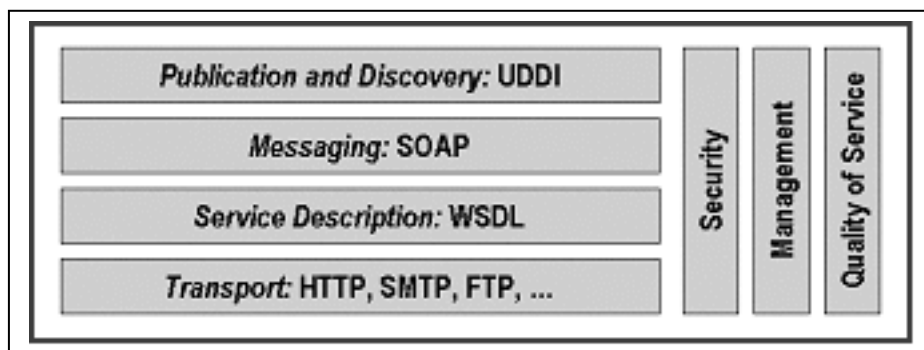 Publication and Discovery: UDDI
Messaging: SOAP
Service Description: WSDL
Transport: HTTP, SMTP, FTP, ...
Security
Management
Quality of Service